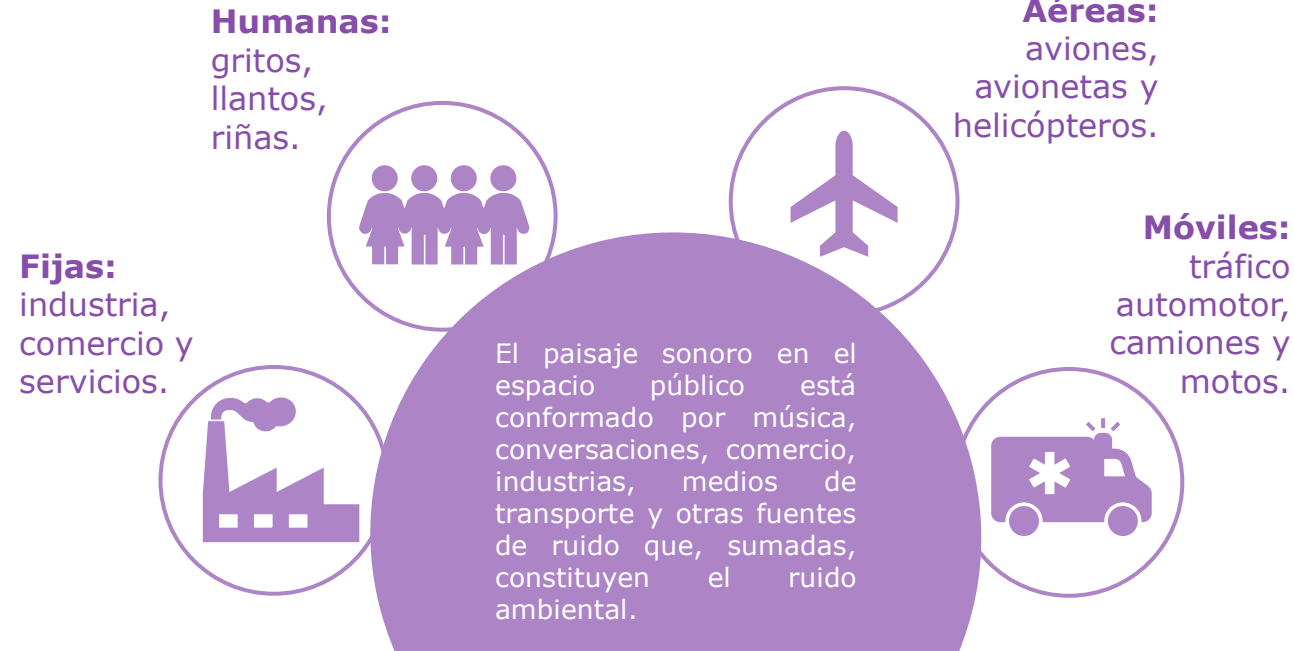 Humanas:
gritos,
llantos,
riñas.
Aéreas:
aviones,
avionetas y
helicópteros.
Fijas:
industria,
comercio y
servicios.
Móviles:
tráfico
automotor,
camiones y
motos.
El paisaje sonoro en el
espacio público está
conformado por música,
conversaciones, comercio,
industrias, medios de
transporte y otras fuentes
de ruido que, sumadas,
constituyen el ruido
ambiental.